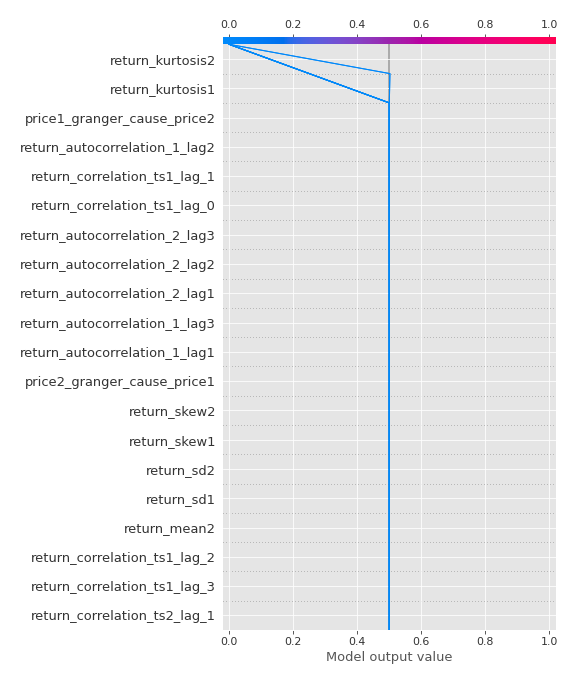 0.0 0.2 0.4 0.6 0.8 1.0
return_kurtosis2
return_kurtosis1
price1_granger_cause_price2
return_autocorrelation_1_lag2
return_correlation_ts1_lag_1
return_correlation_ts1_lag_0
return_autocorrelation_2_lag3
return_autocorrelation_2_lag2
return_autocorrelation_2_lag1
return_autocorrelation_1_lag3
return_autocorrelation_1_lag1
price2_granger_cause_price1
return_skew2
return_skew1
return_sd2
return_sd1
return_mean2
return_correlation_ts1_lag_2
return_correlation_ts1_lag_3
return_correlation_ts2_lag_1
0.0 0.2 0.4 0.6 0.8 1.0
Model output value